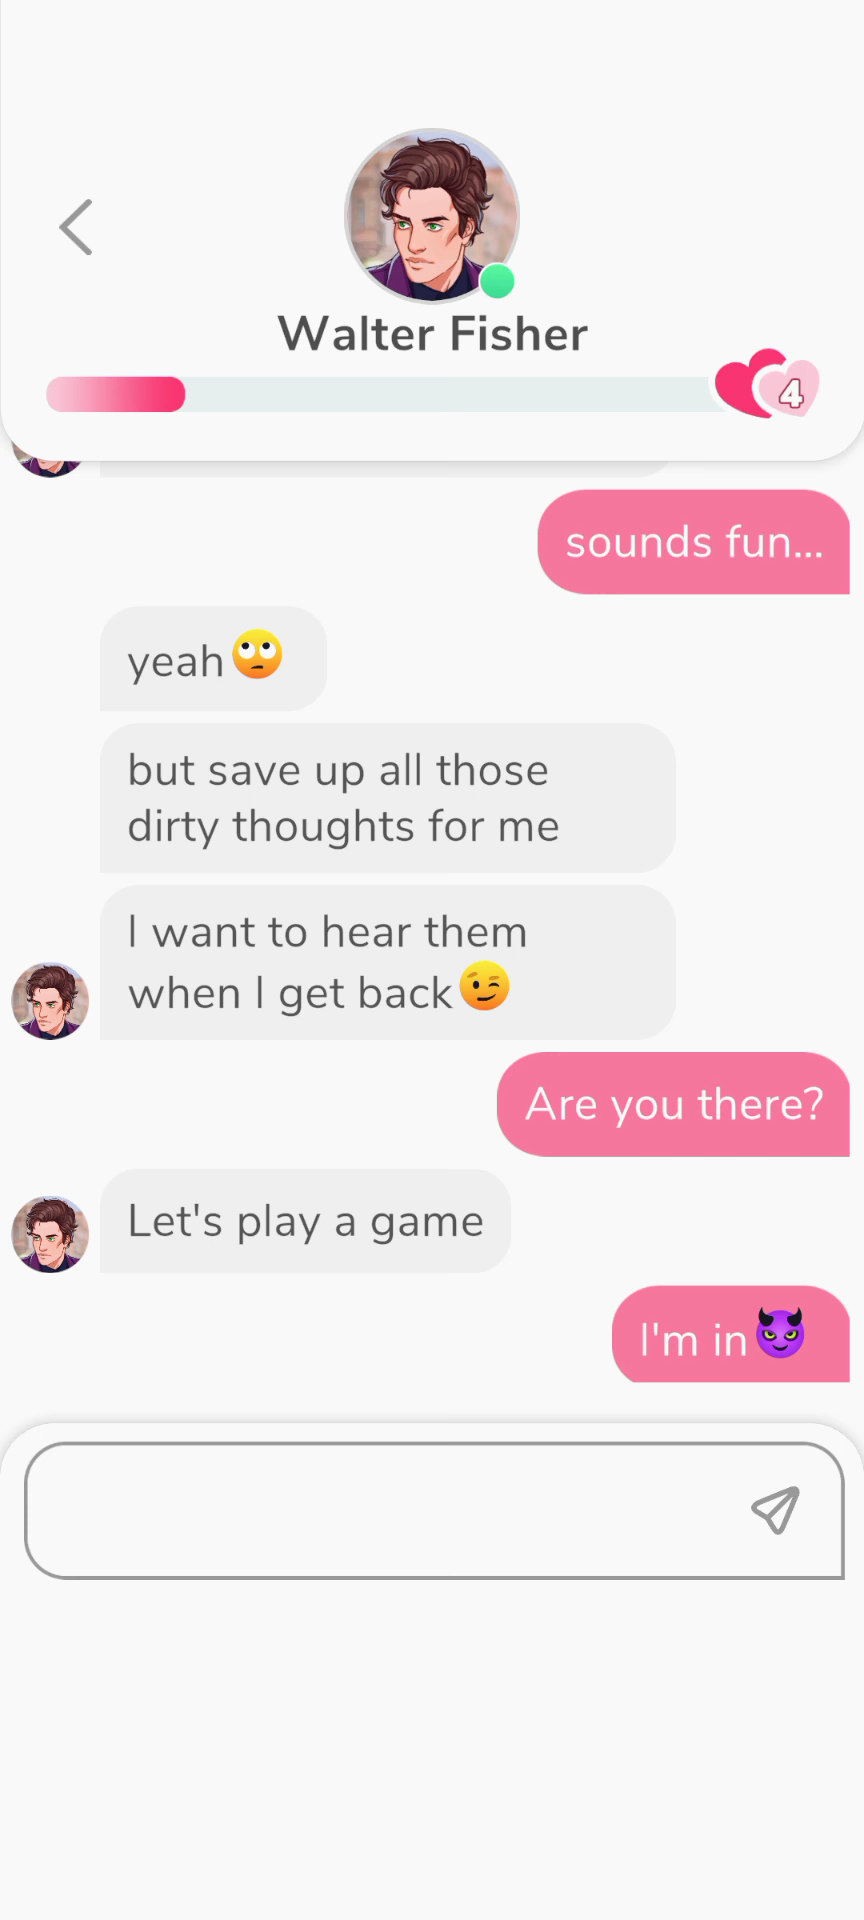 Walter Fisher
4
sounds fun...
yeah🙄
but save up all those
dirty thoughts for me
I want to hear them
when I get back😉
Are you there?
Let's play a game
I'm in😈